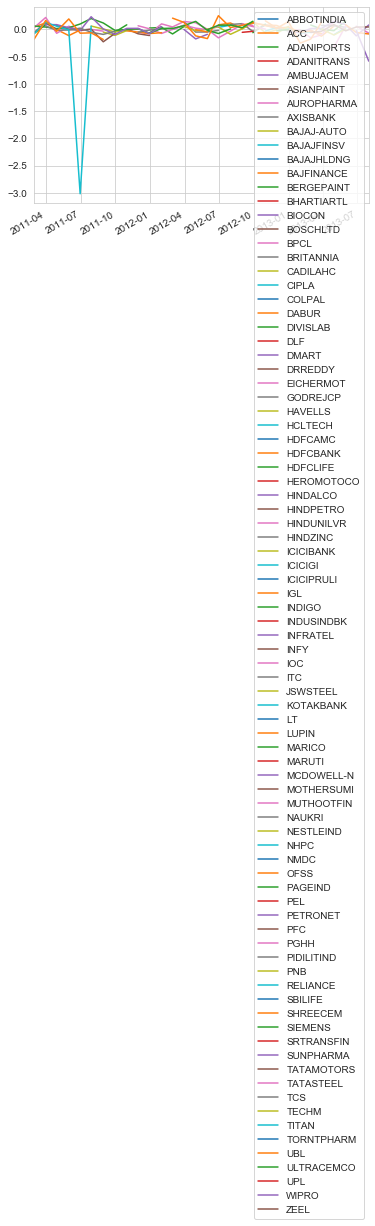 0.0
−0.5
−1.0
−1.5
−2.0
−2.5
−3.0
2011-04
2011-07
2011-10
2012-01
2012-04
2012-07
2012-10
2013-01
2013-07
ABBOTINDIA
ACC
ADANIPORTS
ADANITRANS
AMBUJACEM
ASIANPAINT
AUROPHARMA
AXISBANK
BAJAJ-AUTO
BAJAJFINSV
BAJAJHLDNG
BAJFINANCE
BERGEPAINT
BHARTIARTL
BIOCON
BOSCHLTD
BPCL
BRITANNIA
CADILAHC
CIPLA
COLPAL
DABUR
DIVISLAB
DLF
DMART
DRREDDY
EICHERMOT
GODREJCP
HAVELLS
HCLTECH
HDFCAMC
HDFCBANK
HDFCLIFE
HEROMOTOCO
HINDALCO
HINDPETRO
HINDUNILVR
HINDZINC
ICICIBANK
ICICIGI
ICICIPRULI
IGL
INDIGO
INDUSINDBK
INFRATEL
INFY
IOC
ITC
JSWSTEEL
KOTAKBANK
LT
LUPIN
MARICO
MARUTI
MCDOWELL-N
MOTHERSUMI
MUTHOOTFIN
NAUKRI
NESTLEIND
NHPC
NMDC
OFSS
PAGEIND
PEL
PETRONET
PFC
PGHH
PIDILITIND
PNB
RELIANCE
SBILIFE
SHREECEM
SIEMENS
SRTRANSFIN
SUNPHARMA
TATAMOTORS
TATASTEEL
TCS
TECHM
TITAN
TORNTPHARM
UBL
ULTRACEMCO
UPL
WIPRO
ZEEL